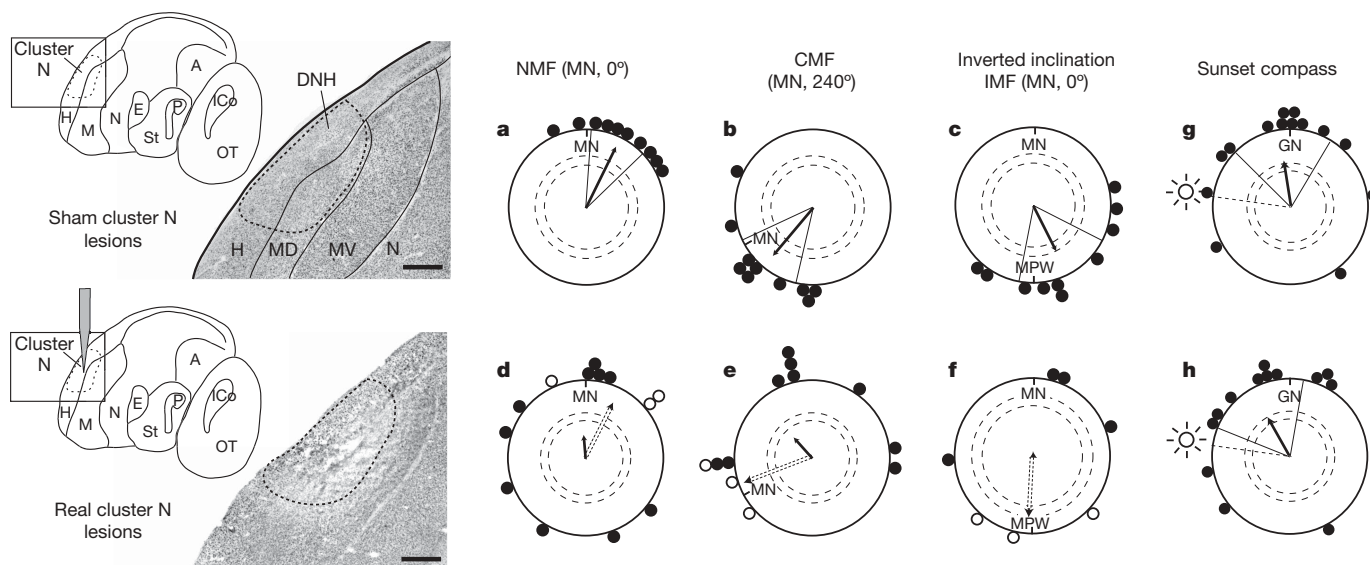 Cluster
N
A
H
M
N
E
P
St
ICo
OT
Sham cluster N
lesions
DNH
H
MD
MV
N
NMF (MN, 0º)
CMF
(MN, 240º)
Inverted inclination
IMF (MN, 0º)
Sunset compass
a
MN
b
MN
c
MN
MPW
g
GN
Cluster
N
A
H
M
N
E
P
St
ICo
OT
Real cluster N
lesions
d
MN
e
MN
f
MN
MPW
h
GN